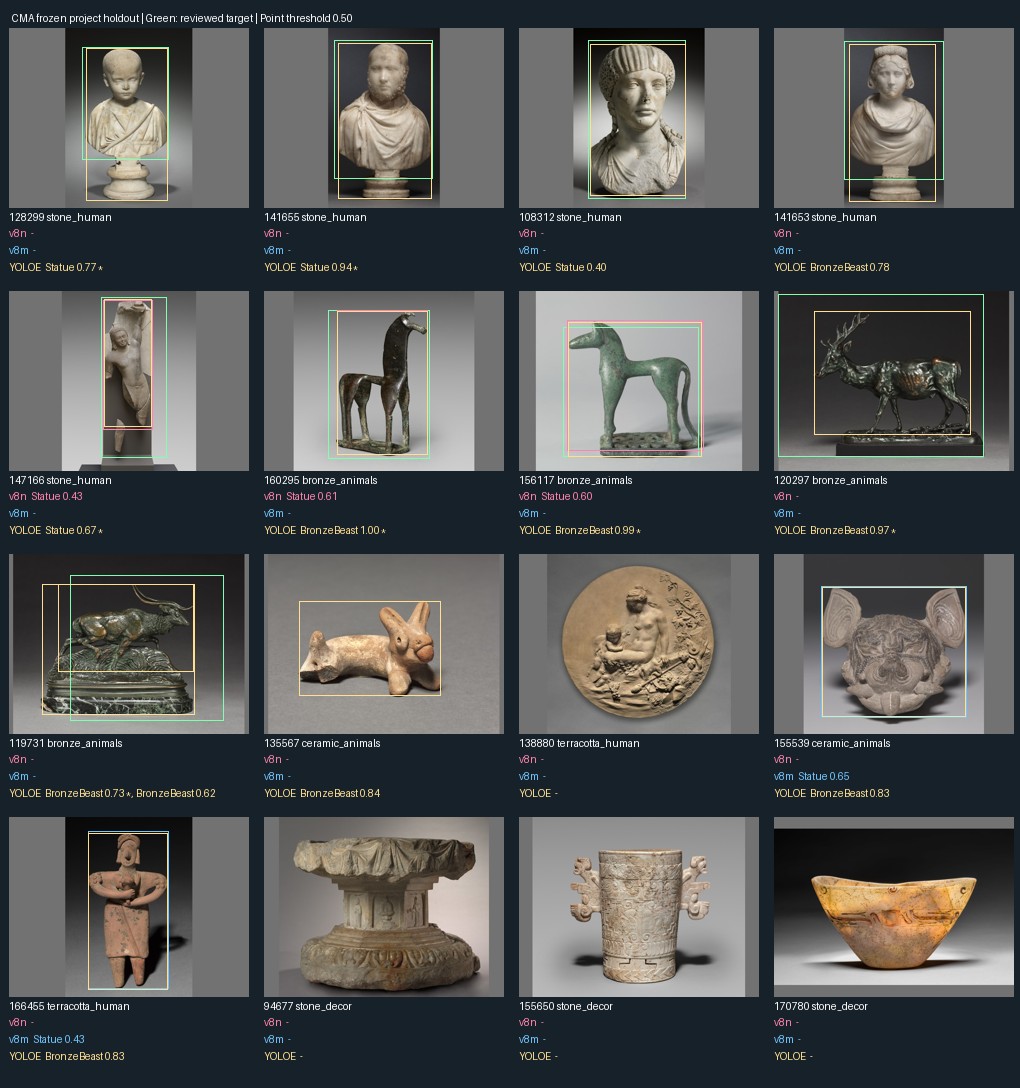 CMA frozen project holdout | Green: reviewed target | Point threshold 0.50
128299 stone_human
v8n -
v8m -
YOLOE Statue 0.77 *
141655 stone_human
v8n -
v8m -
YOLOE Statue 0.94 *
108312 stone_human
v8n -
v8m -
YOLOE Statue 0.40
141653 stone_human
v8n -
v8m -
YOLOE BronzeBeast 0.78
147166 stone_human
v8n Statue 0.43
v8m -
YOLOE Statue 0.67 *
160295 bronze_animals
v8n Statue 0.61
v8m -
YOLOE BronzeBeast 1.00 *
156117 bronze_animals
v8n Statue 0.60
v8m -
YOLOE BronzeBeast 0.99 *
120297 bronze_animals
v8n -
v8m -
YOLOE BronzeBeast 0.97 *
119731 bronze_animals
v8n -
v8m -
YOLOE BronzeBeast 0.73 *, BronzeBeast 0.62
135567 ceramic_animals
v8n -
v8m -
YOLOE BronzeBeast 0.84
138880 terracotta_human
v8n -
v8m -
YOLOE -
155539 ceramic_animals
v8n -
v8m Statue 0.65
YOLOE BronzeBeast 0.83
166455 terracotta_human
v8n -
v8m Statue 0.43
YOLOE BronzeBeast 0.83
94677 stone_decor
v8n -
v8m -
YOLOE -
155650 stone_decor
v8n -
v8m -
YOLOE -
170780 stone_decor
v8n -
v8m -
YOLOE -